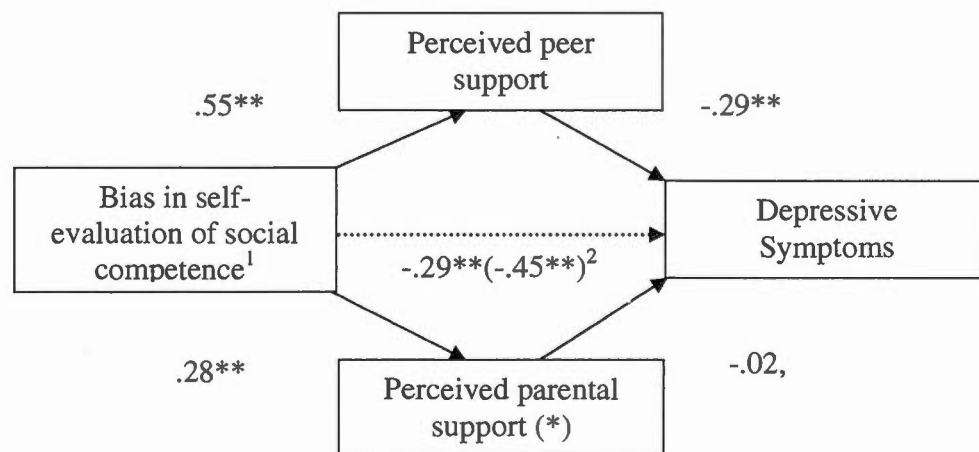 Perceived peer
support
.55**
-.29**
Bias in self-
evaluation of social
competence¹
Depressive
Symptoms
-.29**(-.45**)²
.28**
-.02,
Perceived parental
support (*)